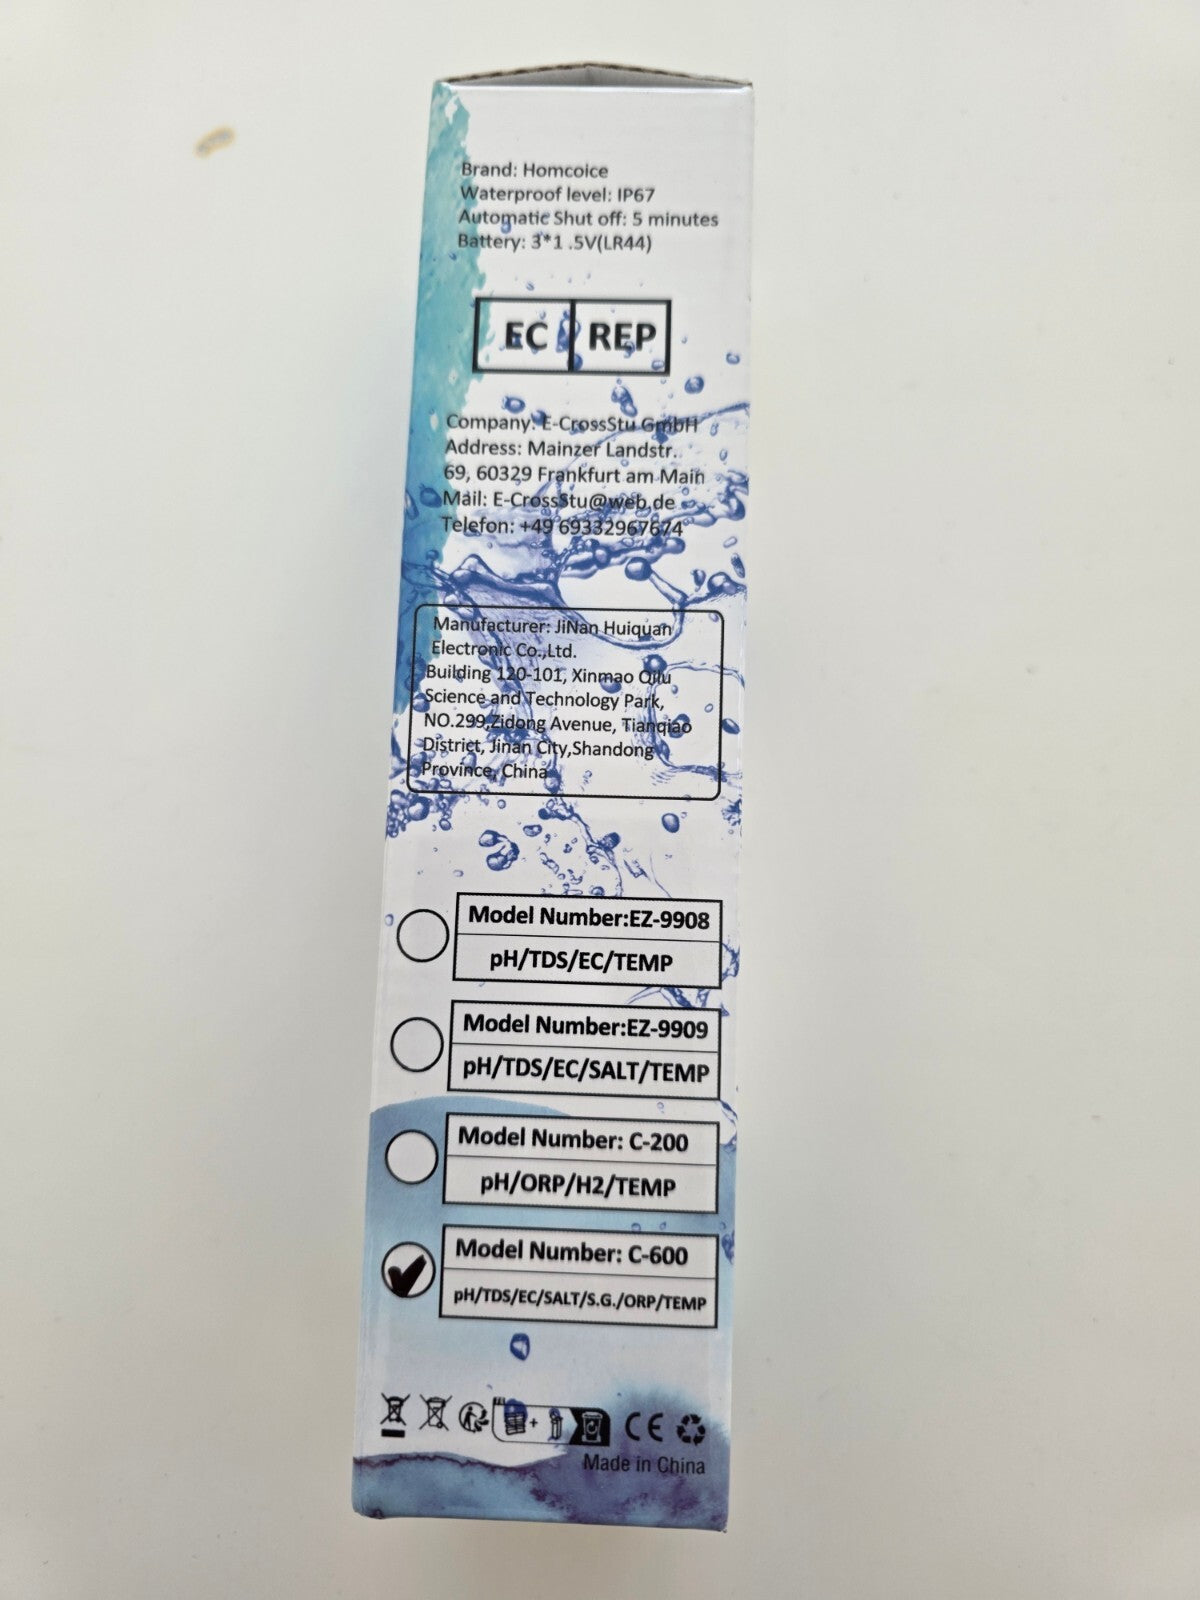 Brand: Homcoice
Waterproof level: IP67
Automatic Shut off: 5 minutes
Battery: 3*1 .5V(LR44)
EC REP
Company: E-CrossStu GmbH
Address: Mainzer Landstr.
69, 60329 Frankfurt am Main
Mail: E-CrossStu@web.de
Telefon: +49 69332967674
Manufacturer: JiNan Huiquan
Electronic Co.,Ltd.
Building 120-101, Xinmao Qilu
Science and Technology Park,
NO.299,Zidong Avenue, Tianqiao
District, Jinan City,Shandong
Province, China
Model Number:EZ-9908
pH/TDS/EC/TEMP
Model Number:EZ-9909
pH/TDS/EC/SALT/TEMP
Model Number: C-200
pH/ORP/H2/TEMP
Model Number: C-600
pH/TDS/EC/SALT/S.G./ORP/TEMP
+ CE
Made in China